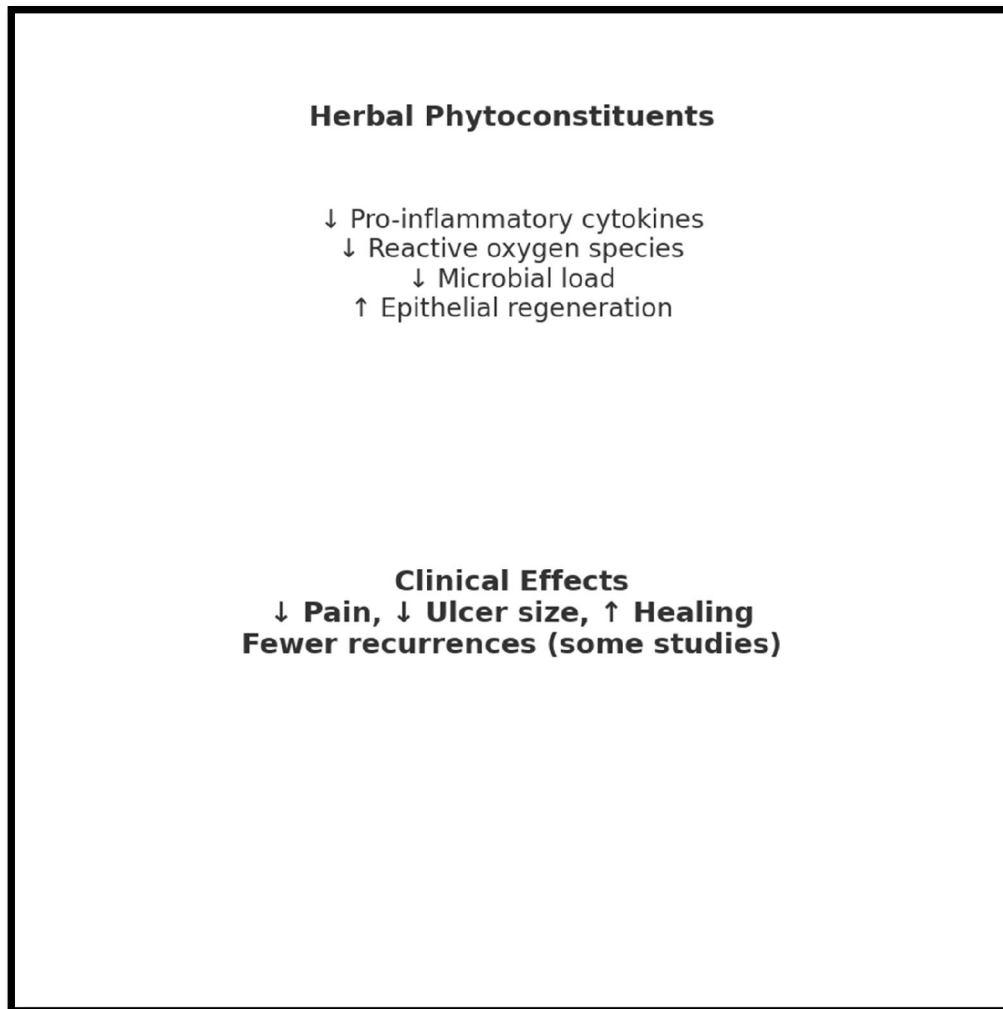 Herbal Phytoconstituents
↓ Pro-inflammatory cytokines
↓ Reactive oxygen species
↓ Microbial load
↑ Epithelial regeneration
Clinical Effects
↓ Pain, ↓ Ulcer size, ↑ Healing
Fewer recurrences (some studies)